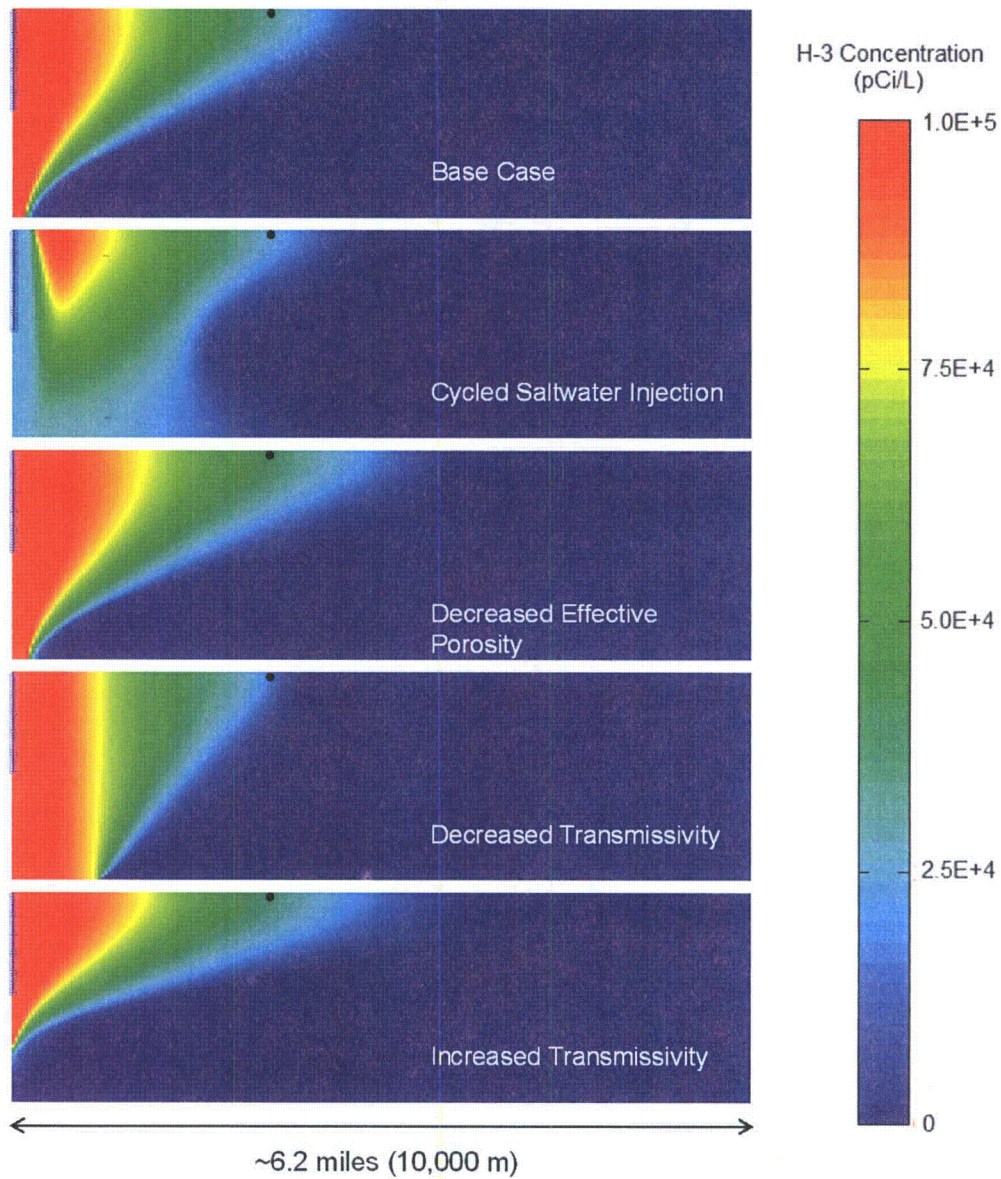 H-3 Concentration
(pCi/L)
1.0E+5
Base Case
7.5E+4
Cycled Saltwater Injection
Decreased Effective
Porosity
5.0E+4
Decreased Transmissivity
2.5E+4
Increased Transmissivity
0
~6.2 miles (10,000 m)